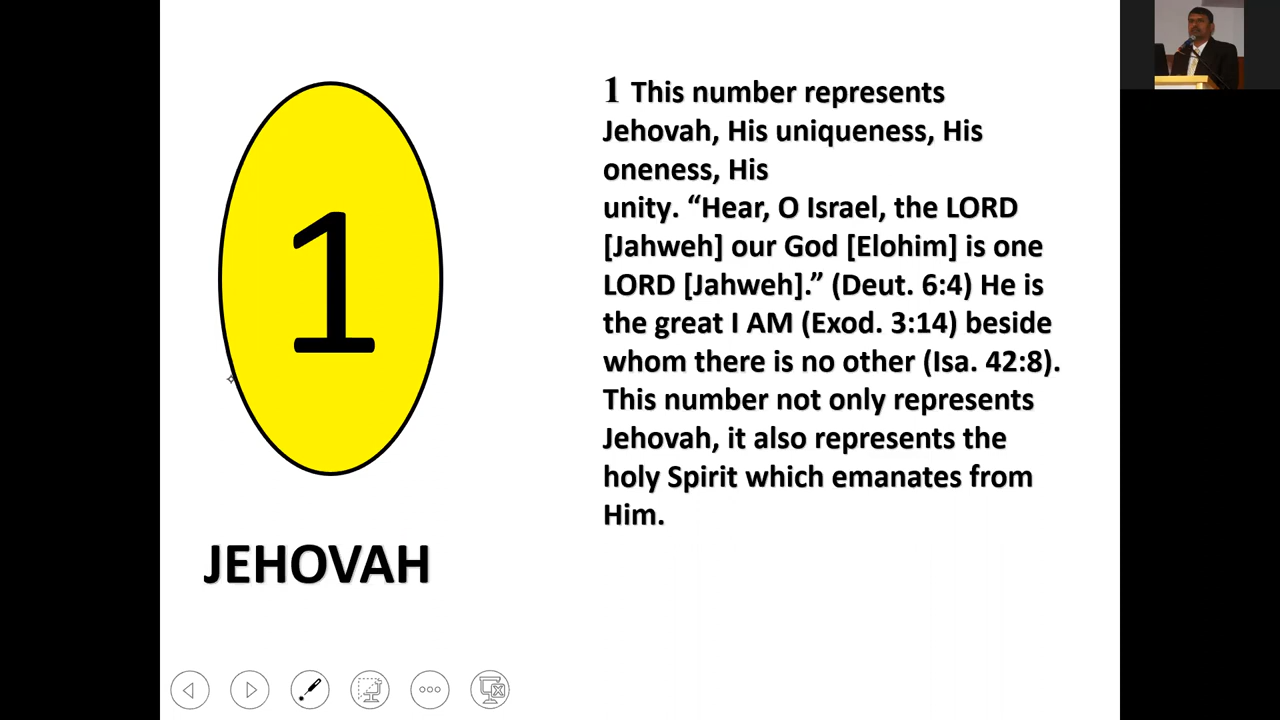 1
JEHOVAH
1 This number represents
Jehovah, His uniqueness, His
oneness, His
unity. “Hear, O Israel, the LORD
[Jahweh] our God [Elohim] is one
LORD [Jahweh].” (Deut. 6:4) He is
the great I AM (Exod. 3:14) beside
whom there is no other (Isa. 42:8).
This number not only represents
Jehovah, it also represents the
holy Spirit which emanates from
Him.